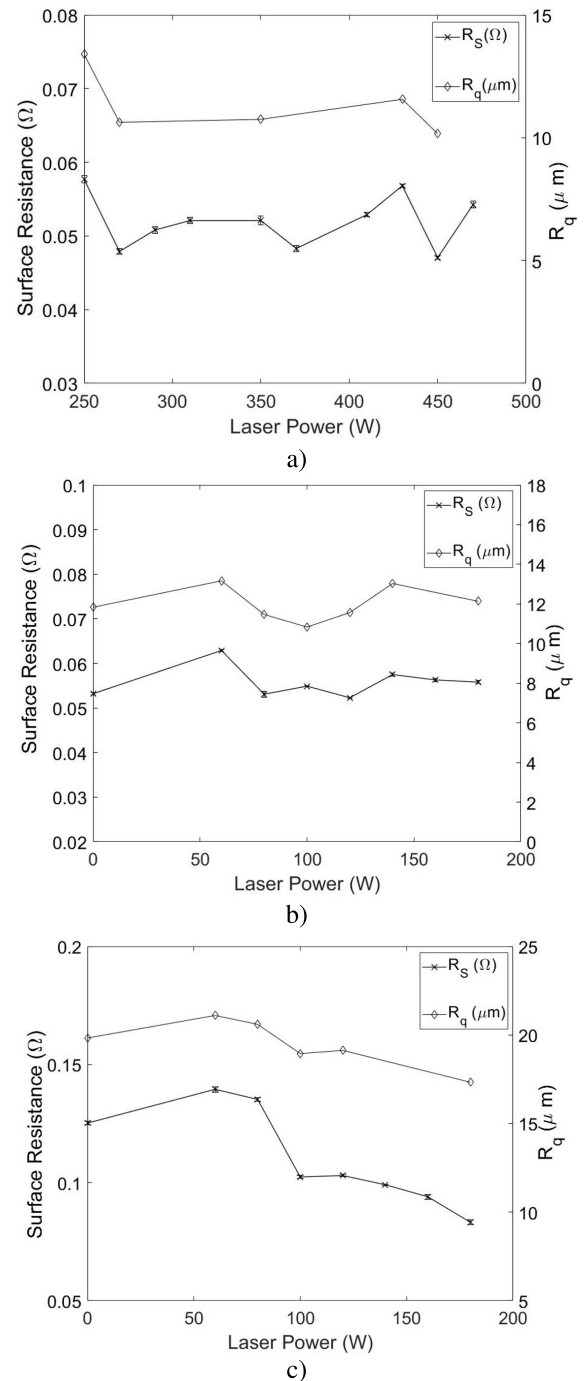 0.08
0.07
0.06
0.05
0.04
0.03
Surface Resistance (Ω)
15
10
5
0
R_q (μ m)
R_S(Ω)
R_q(μm)
250 300 350 400 450 500
Laser Power (W)
a)
0.1
0.09
0.08
0.07
0.06
0.05
0.04
0.03
0.02
Surface Resistance (Ω)
18
16
14
12
10
8
6
4
2
0
R_q (μ m)
R_S (Ω)
R_q (μm)
0 50 100 150 200
Laser Power (W)
b)
0.2
0.15
0.1
0.05
Surface Resistance (Ω)
25
20
15
10
5
R_q (μ m)
R_S (Ω)
R_q (μm)
0 50 100 150 200
Laser Power (W)
c)